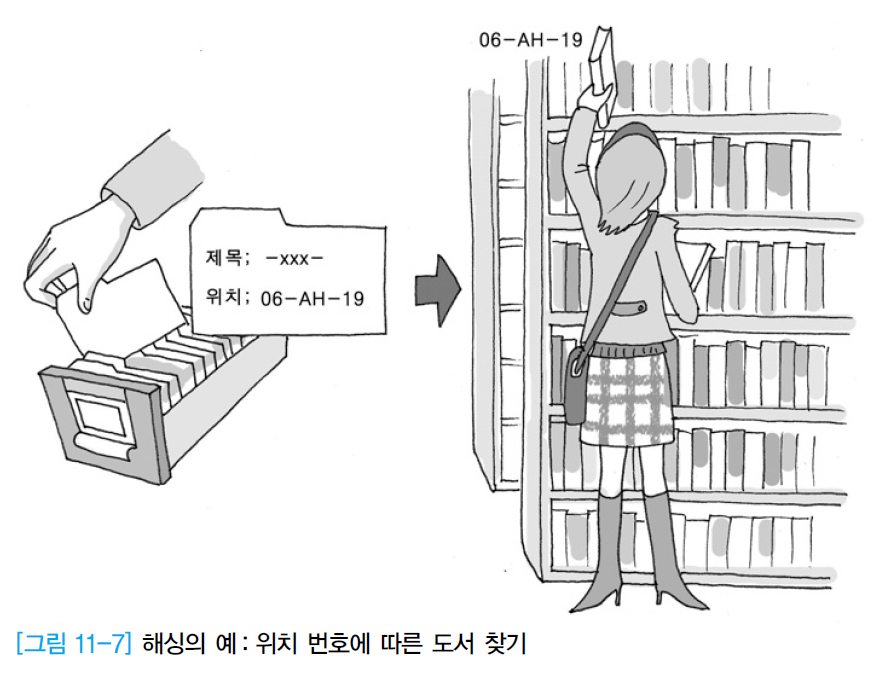 06-AH-19
제목; -xxx-
위치; 06-AH-19
[그림 11-7] 해싱의 예 : 위치 번호에 따른 도서 찾기